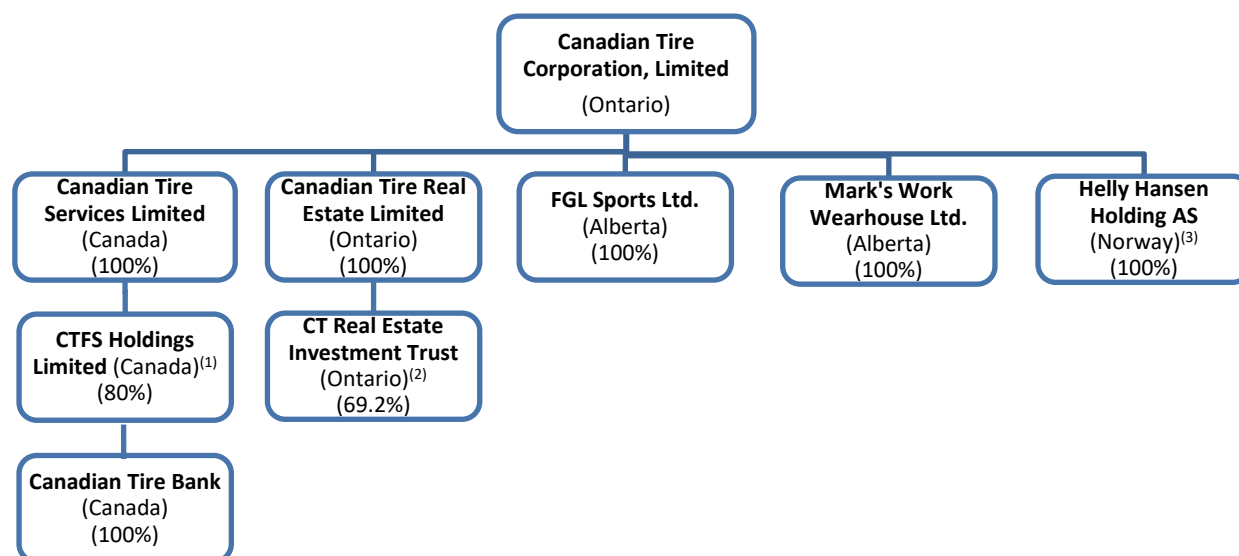 Canadian Tire
Corporation, Limited
(Ontario)
Canadian Tire
Services Limited
(Canada)
(100%)
Canadian Tire Real
Estate Limited
(Ontario)
(100%)
FGL Sports Ltd.
(Alberta)
(100%)
Mark's Work
Wearhouse Ltd.
(Alberta)
(100%)
Helly Hansen
Holding AS
(Norway)(3)
(100%)
CTFS Holdings
Limited (Canada)(1)
(80%)
CT Real Estate
Investment Trust
(Ontario)(2)
(69.2%)
Canadian Tire Bank
(Canada)
(100%)